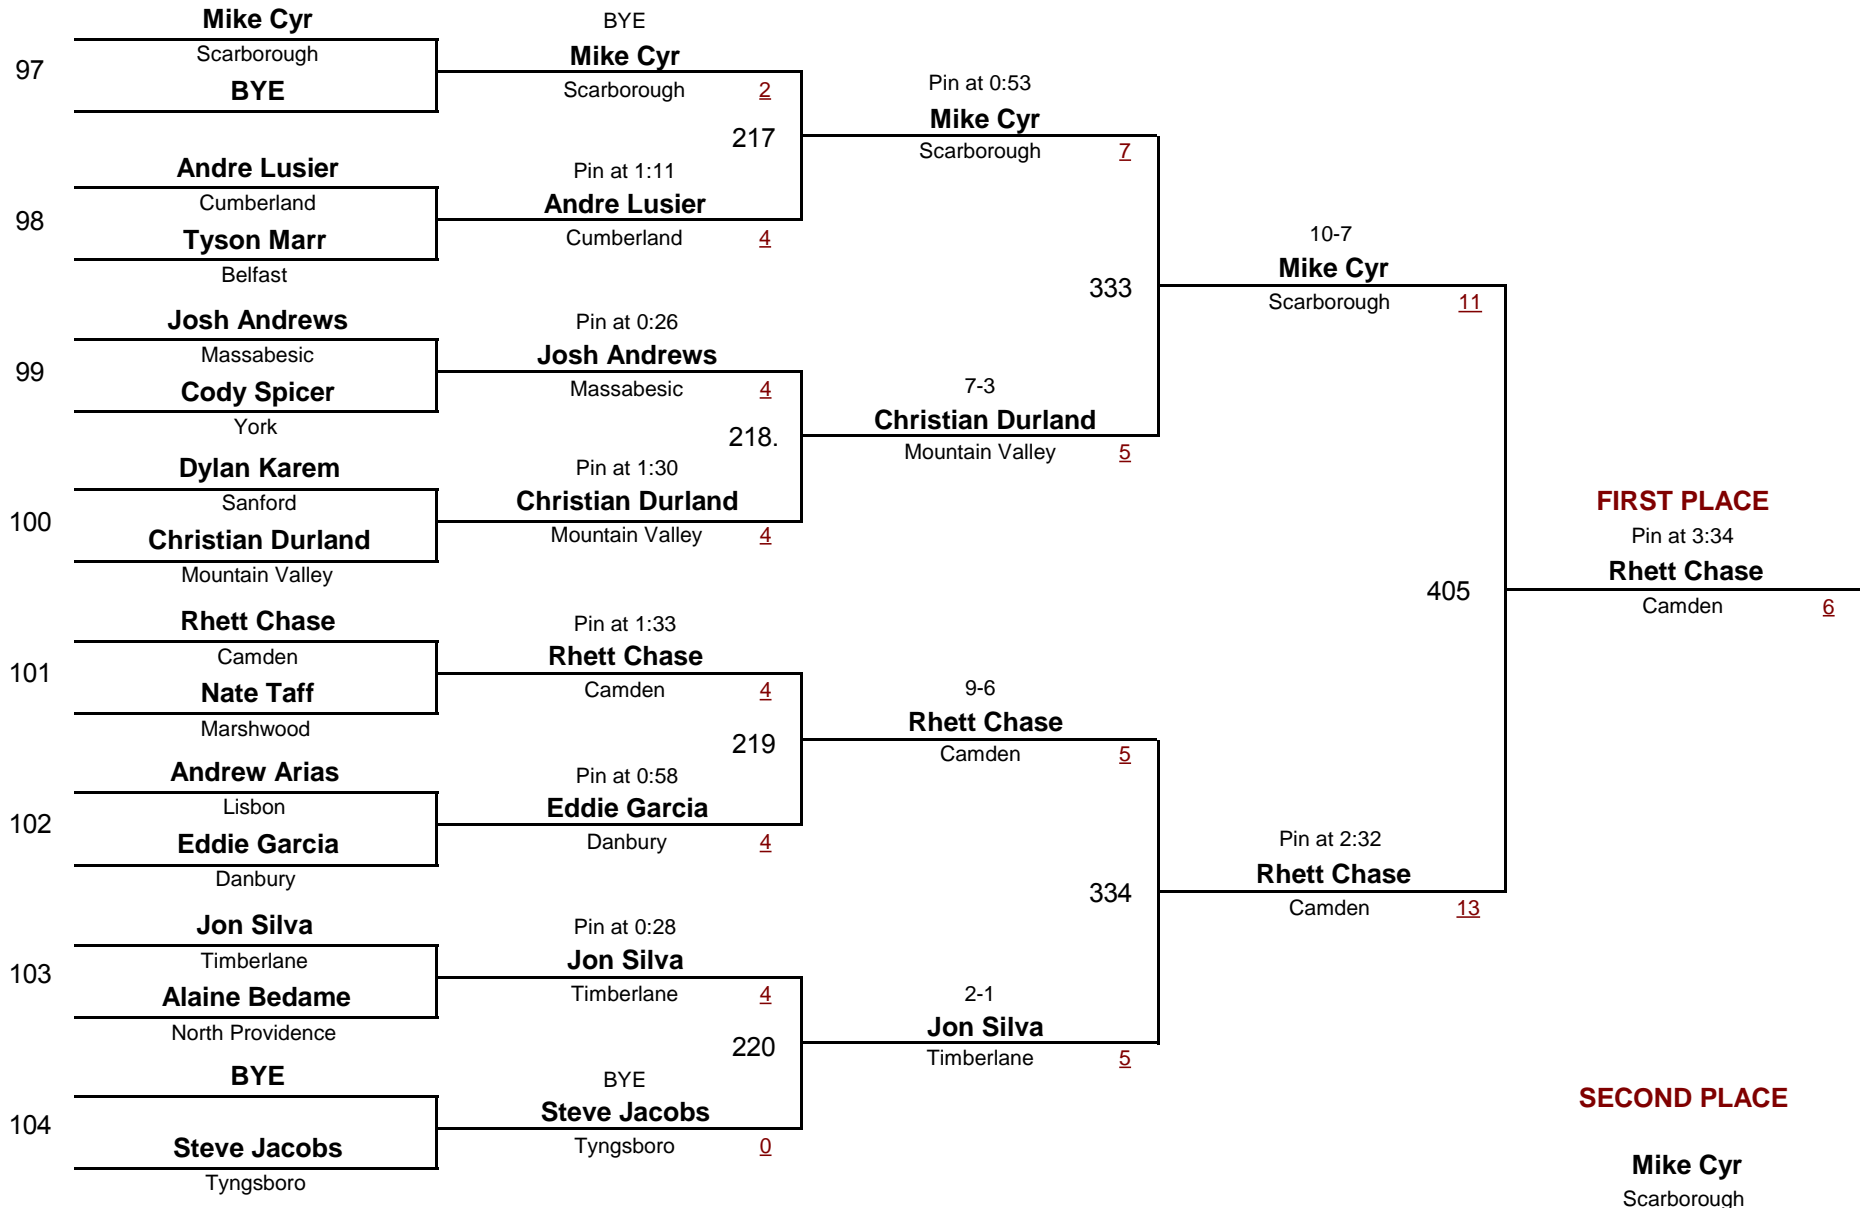 Mike Cyr
Scarborough
97
BYE
Andre Lusier
Cumberland
98
Tyson Marr
Belfast
Josh Andrews
Massabesic
99
Cody Spicer
York
Dylan Karem
Sanford
100
Christian Durland
Mountain Valley
Rhett Chase
Camden
101
Nate Taff
Marshwood
Andrew Arias
Lisbon
102
Eddie Garcia
Danbury
Jon Silva
Timberlane
103
Alaine Bedame
North Providence
BYE
104
Steve Jacobs
Tyngsboro
BYE
Mike Cyr
Scarborough 2
217
Pin at 1:11
Andre Lusier
Cumberland 4
Pin at 0:26
Josh Andrews
Massabesic 4
218.
Pin at 1:30
Christian Durland
Mountain Valley 4
Pin at 1:33
Rhett Chase
Camden 4
219
Pin at 0:58
Eddie Garcia
Danbury 4
Pin at 0:28
Jon Silva
Timberlane 4
220
BYE
Steve Jacobs
Tyngsboro 0
Pin at 0:53
Mike Cyr
Scarborough 7
333
7-3
Christian Durland
Mountain Valley 5
9-6
Rhett Chase
Camden 5
334
2-1
Jon Silva
Timberlane 5
10-7
Mike Cyr
Scarborough 11
405
Pin at 2:32
Rhett Chase
Camden 13
FIRST PLACE
Pin at 3:34
Rhett Chase
Camden 6
SECOND PLACE
Mike Cyr
Scarborough